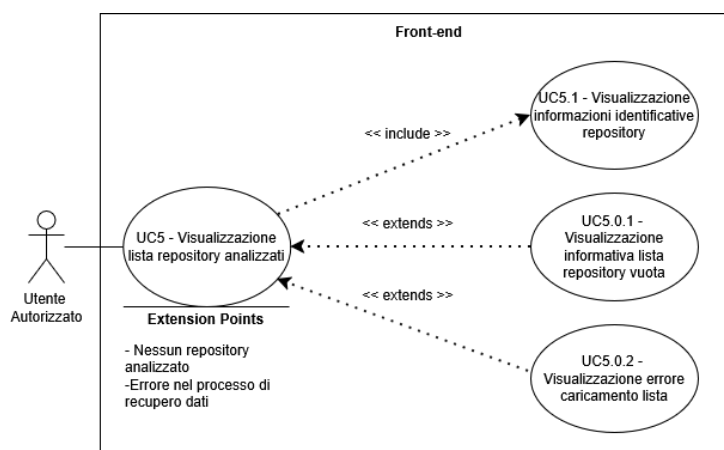 Front-end
UC5.1 - Visualizzazione
informazioni identificative
repository
<< include >>
UC5 - Visualizzazione
lista repository analizzati
<< extends >>
UC5.0.1 -
Visualizzazione
informativa lista
repository vuota
Utente
Autorizzato
<< extends >>
Extension Points
- Nessun repository
analizzato
-Errore nel processo di
recupero dati
UC5.0.2 -
Visualizzazione errore
caricamento lista